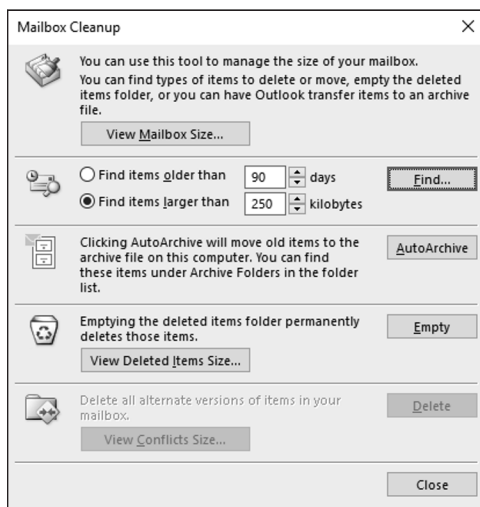 Mailbox Cleanup
You can use this tool to manage the size of your mailbox.
You can find types of items to delete or move, empty the deleted
items folder, or you can have Outlook transfer items to an archive
file.
View Mailbox Size...
Find items older than 90 days
Find...
Find items larger than 250 kilobytes
Clicking AutoArchive will move old items to the
archive file on this computer. You can find
these items under Archive Folders in the folder
list.
AutoArchive
Emptying the deleted items folder permanently
deletes those items.
Empty
View Deleted Items Size...
Delete all alternate versions of items in your
mailbox.
Delete
View Conflicts Size...
Close